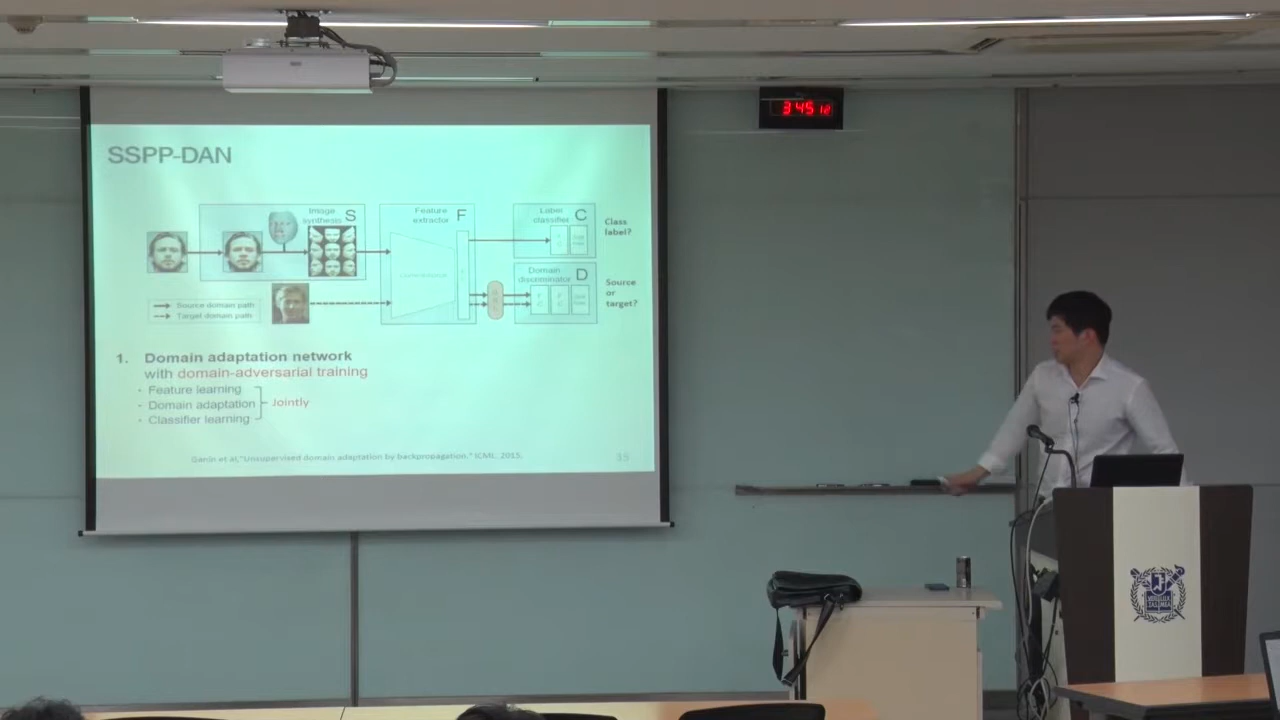 3:45 12
SSPP-DAN
Image
synthesis S
Feature
extractor F
Label
classifier C
Class
label?
Domain
discriminator D
Source
or
target?
Source domain path
Target domain path
1. Domain adaptation network
with domain-adversarial training
- Feature learning
- Domain adaptation
- Classifier learning
Jointly
Ganin et al,"Unsupervised domain adaptation by backpropagation." ICML. 2015.
35